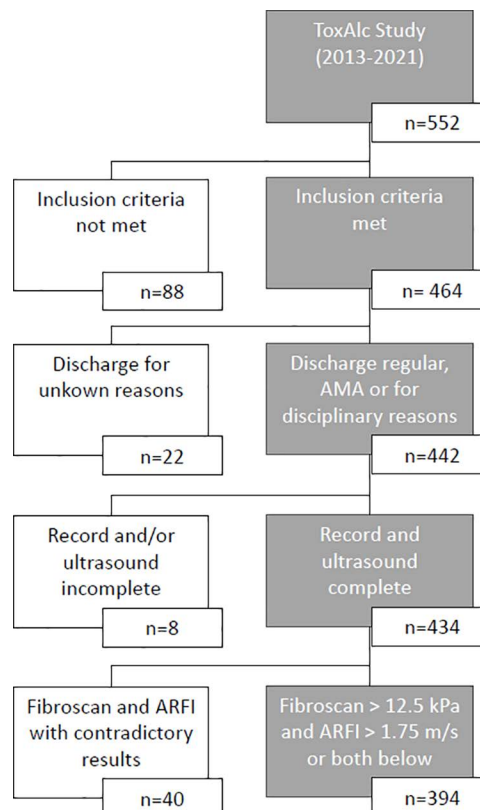 ToxAlc Study
(2013-2021)
n=552
Inclusion criteria
not met
n=88
Inclusion criteria
met
n= 464
Discharge for
unkown reasons
n=22
Discharge regular,
AMA or for
disciplinary reasons
n=442
Record and/or
ultrasound
incomplete
n=8
Record and
ultrasound
complete
n=434
Fibroscan and ARFI
with contradictory
results
n=40
Fibroscan > 12.5 kPa
and ARFI > 1.75 m/s
or both below
n=394